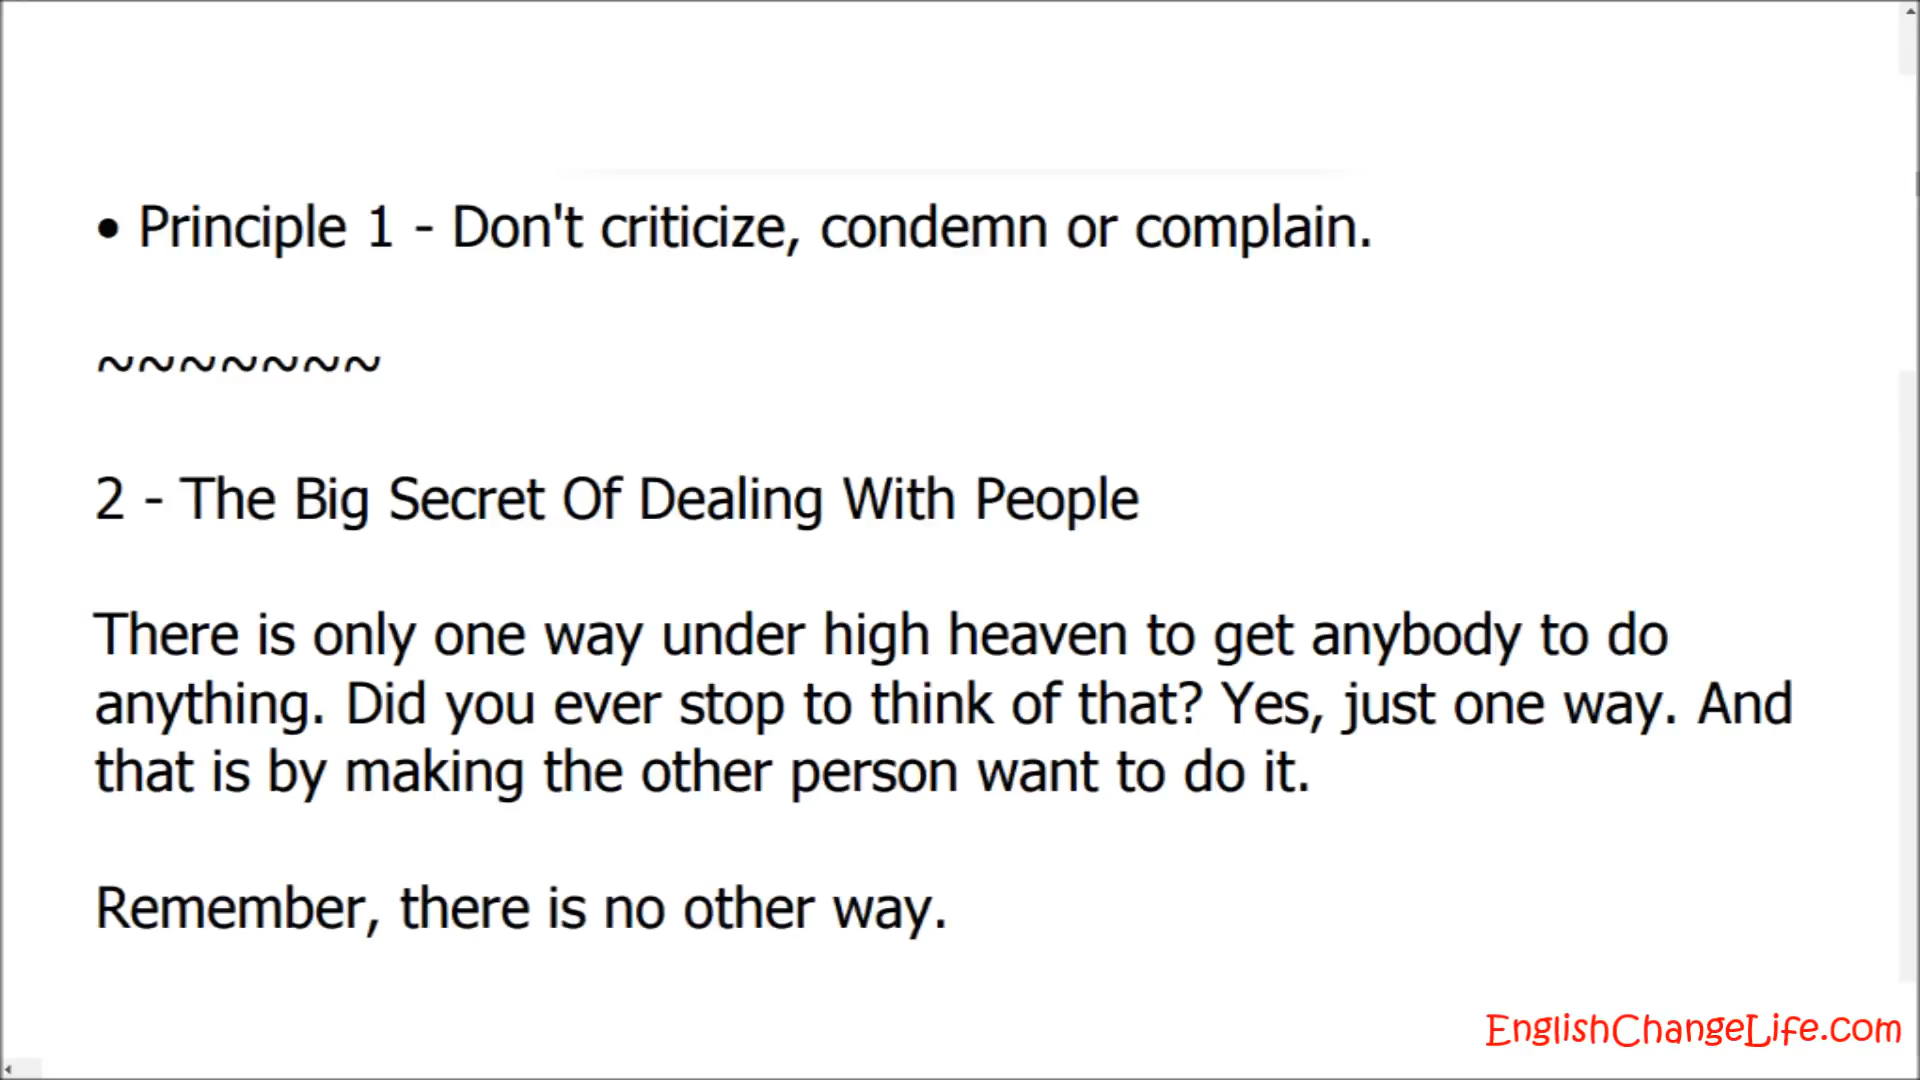 • Principle 1 - Don't criticize, condemn or complain.
~~~~~~~
2 - The Big Secret Of Dealing With People
There is only one way under high heaven to get anybody to do
anything. Did you ever stop to think of that? Yes, just one way. And
that is by making the other person want to do it.
Remember, there is no other way.
EnglishChangeLife.com